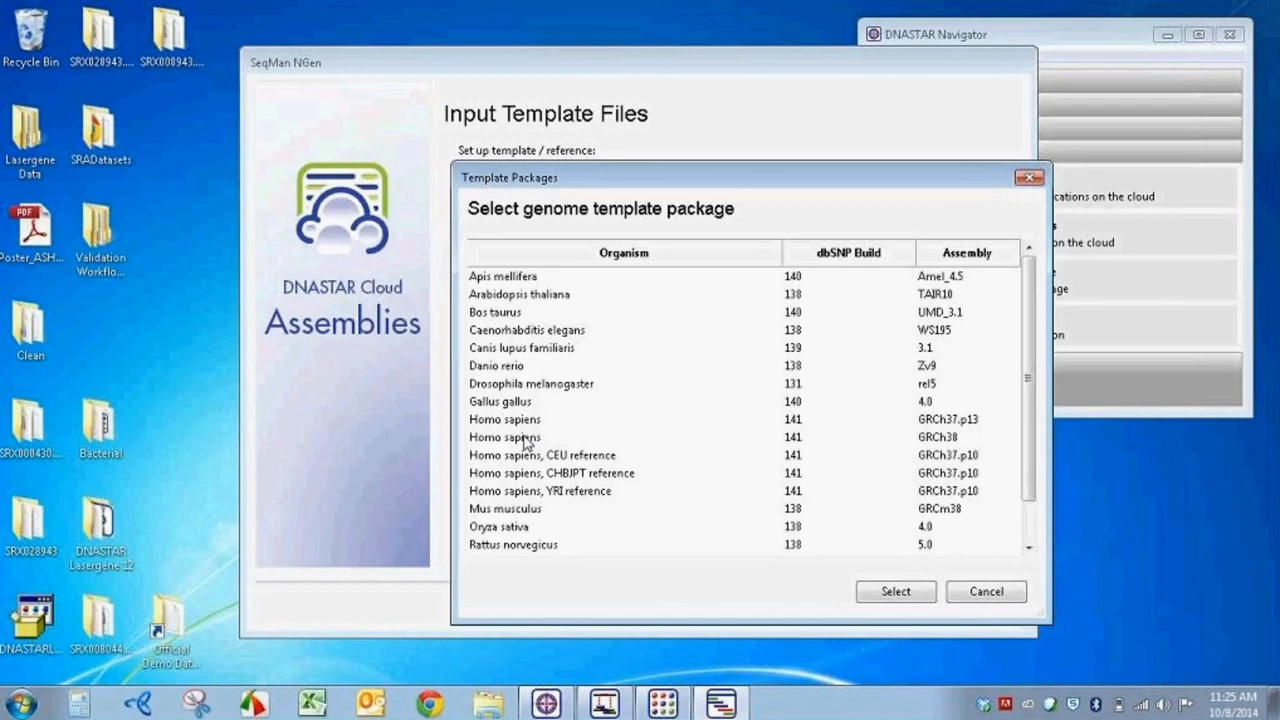 Recycle Bin
SRX028943....
SRX008943....
Lasergene
Data
SRADatasets
PDF
Poster_ASH...
Validation
Workflo...
Clean
SRX000430....
Bacterial
SRX028943
DNASTAR
Lasergene 12
DNASTARL...
SRX008044....
Official
Demo Dat...
DNASTAR Navigator
ications on the cloud
on the cloud
age
on
SeqMan NGen
Input Template Files
Set up template / reference:
DNASTAR Cloud
Assemblies
Template Packages
Select genome template package
Organism dbSNP Build Assembly
Apis mellifera 140 Amel_4.5
Arabidopsis thaliana 138 TAIR10
Bos taurus 140 UMD_3.1
Caenorhabditis elegans 138 WS195
Canis lupus familiaris 139 3.1
Danio rerio 138 Zv9
Drosophila melanogaster 131 rel5
Gallus gallus 140 4.0
Homo sapiens 141 GRCh37.p13
Homo sapiens 141 GRCh38
Homo sapiens, CEU reference 141 GRCh37.p10
Homo sapiens, CHBJPT reference 141 GRCh37.p10
Homo sapiens, YRI reference 141 GRCh37.p10
Mus musculus 138 GRCm38
Oryza sativa 138 4.0
Rattus norvegicus 138 5.0
Select
Cancel
11:25 AM
10/8/2014